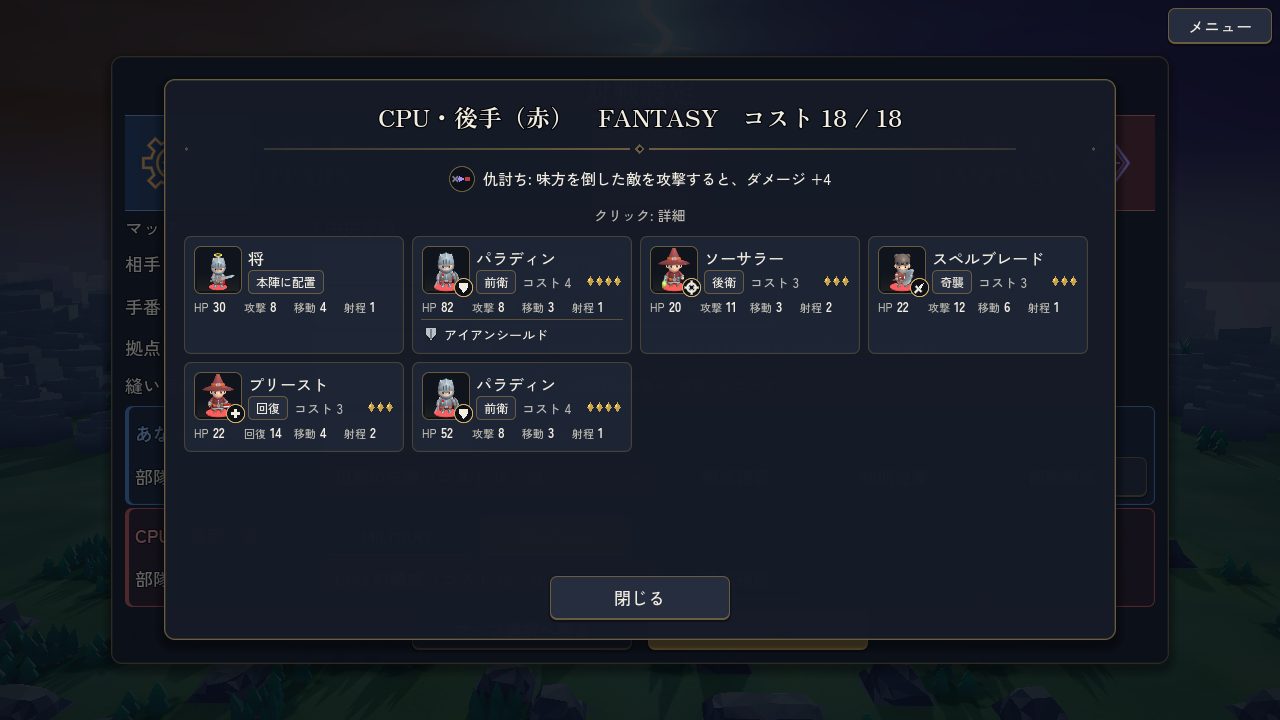 メニュー
CPU・後手（赤） FANTASY コスト 18 / 18
仇討ち: 味方を倒した敵を攻撃すると、ダメージ +4
クリック: 詳細
将
本陣に配置
HP 30 攻撃 8 移動 4 射程 1
パラディン
前衛 コスト 4
HP 82 攻撃 8 移動 3 射程 1
アイアンシールド
ソーサラー
後衛 コスト 3
HP 20 攻撃 11 移動 3 射程 2
スペルブレード
奇襲 コスト 3
HP 22 攻撃 12 移動 6 射程 1
プリースト
回復 コスト 3
HP 22 回復 14 移動 4 射程 2
パラディン
前衛 コスト 4
HP 52 攻撃 8 移動 3 射程 1
閉じる
マッ
相手
手番
拠点
縫い
あな
部隊
CPU
部隊